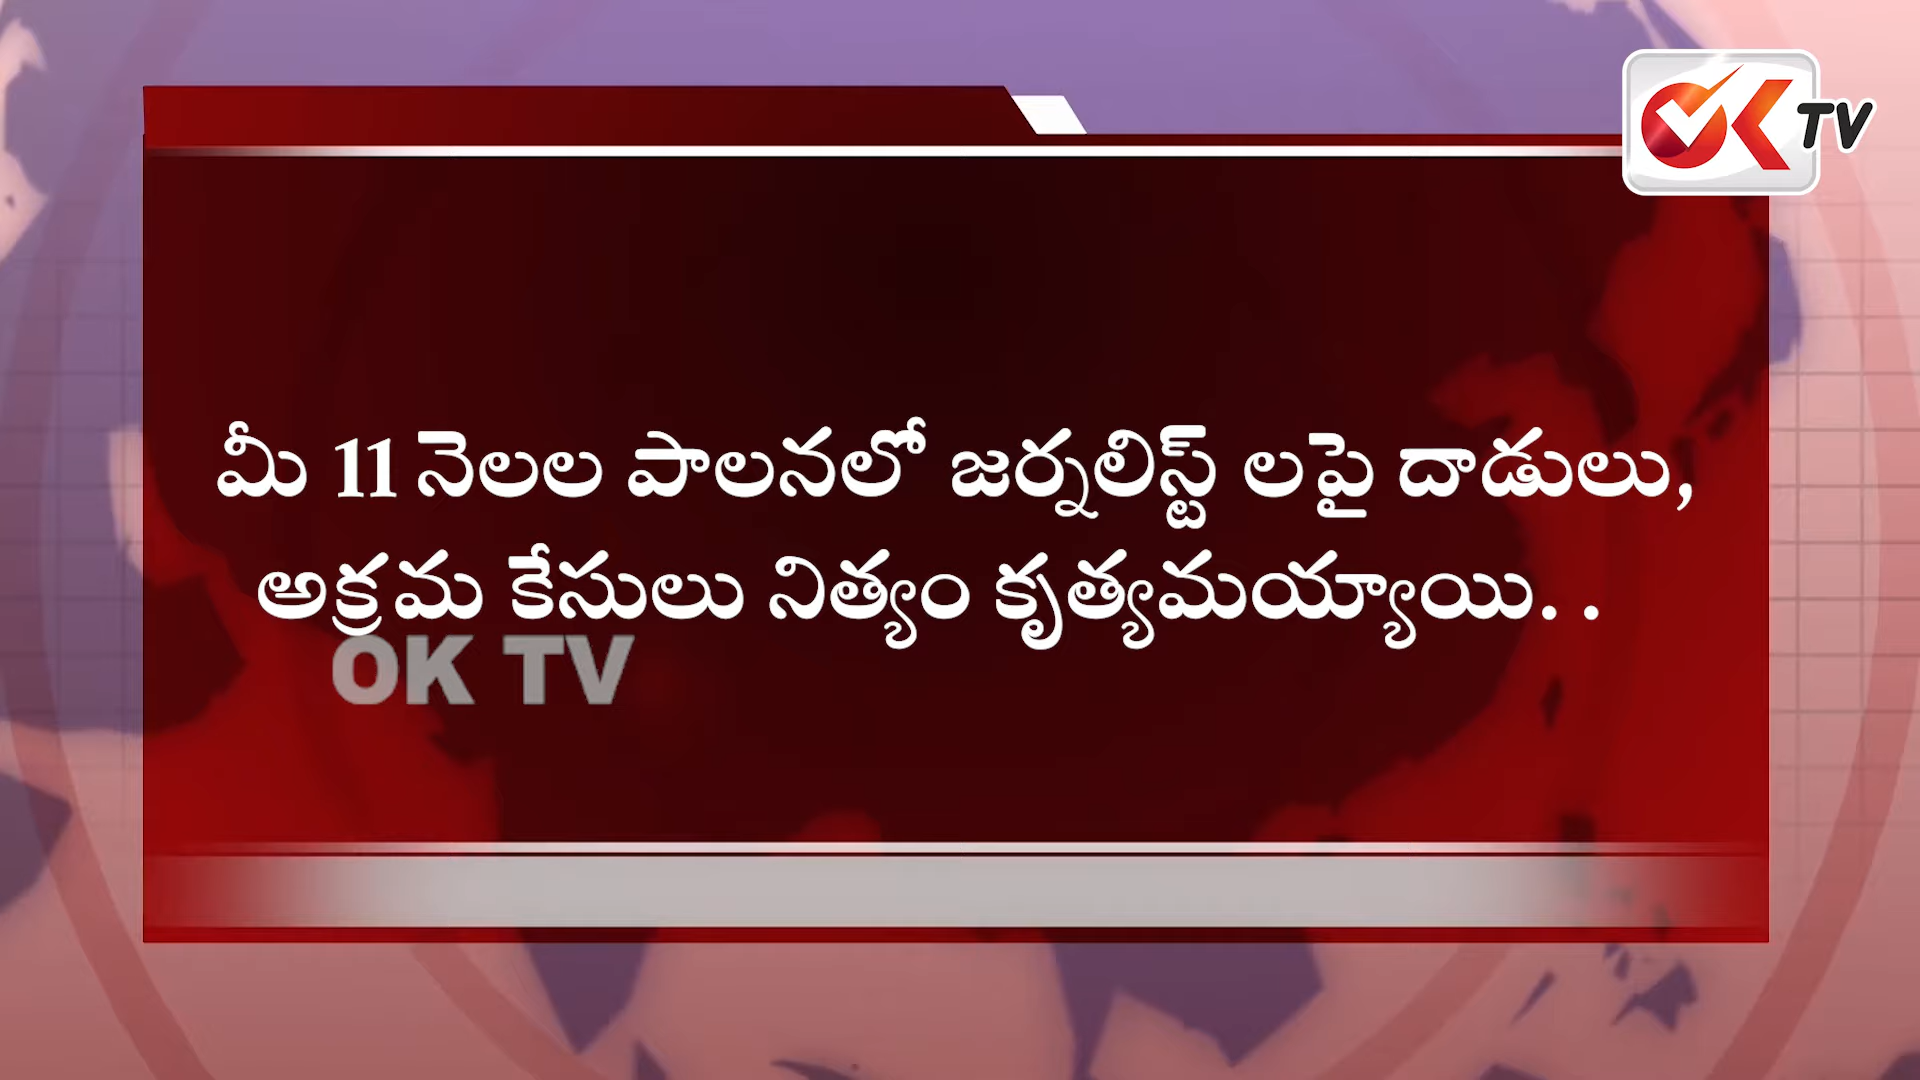 OK TV
మీ 11 నెలల పాలనలో జర్నలిస్ట్ లపై దాడులు,
అక్రమ కేసులు నిత్యం కృత్యమయ్యాయి. .
OK TV